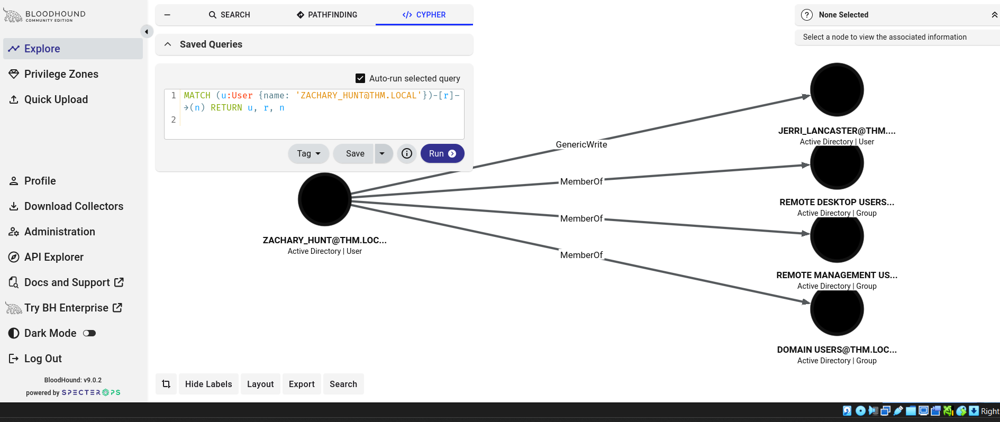 BLOODHOUND
COMMUNITY EDITION
Explore
Privilege Zones
Quick Upload
Profile
Download Collectors
Administration
API Explorer
Docs and Support
Try BH Enterprise
Dark Mode
Log Out
BloodHound: v9.0.2
powered by SPECTEROPS
SEARCH
PATHFINDING
CYPHER
Saved Queries
Auto-run selected query
1 MATCH (u:User {name: 'ZACHARY_HUNT@THM.LOCAL'})-[r]-
→(n) RETURN u, r, n
2
Tag
Save
Run
None Selected
Select a node to view the associated information
GenericWrite
MemberOf
MemberOf
MemberOf
ZACHARY_HUNT@THM.LOC...
Active Directory | User
JERRI_LANCASTER@THM....
Active Directory | User
REMOTE DESKTOP USERS...
Active Directory | Group
REMOTE MANAGEMENT US...
Active Directory | Group
DOMAIN USERS@THM.LOC...
Active Directory | Group
Hide Labels
Layout
Export
Search
Right